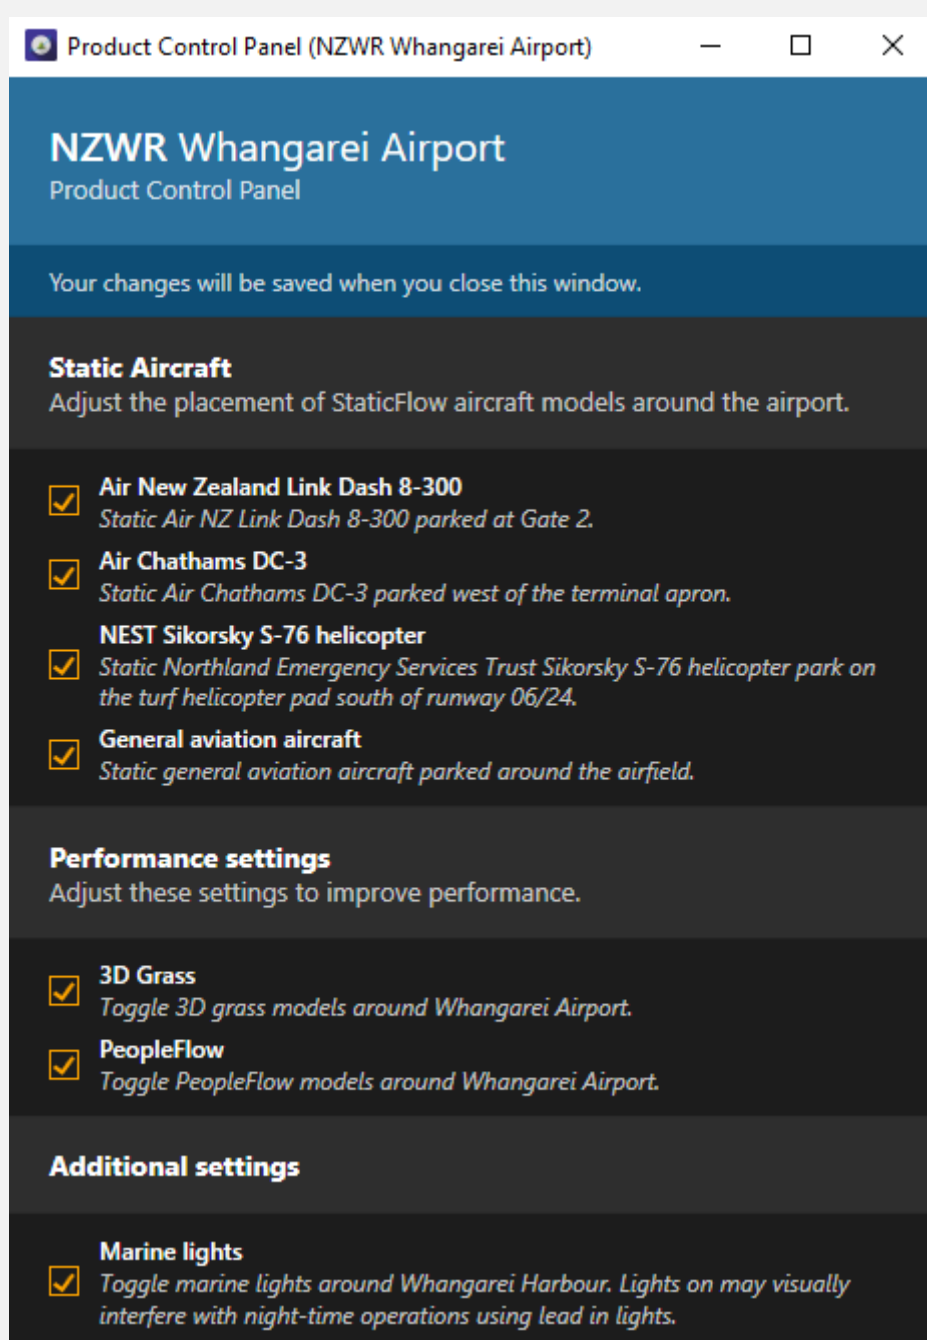 Product Control Panel (NZWR Whangarei Airport)
NZWR Whangarei Airport
Product Control Panel
Your changes will be saved when you close this window.
Static Aircraft
Adjust the placement of StaticFlow aircraft models around the airport.
Air New Zealand Link Dash 8-300
Static Air NZ Link Dash 8-300 parked at Gate 2.
Air Chathams DC-3
Static Air Chathams DC-3 parked west of the terminal apron.
NEST Sikorsky S-76 helicopter
Static Northland Emergency Services Trust Sikorsky S-76 helicopter park on
the turf helicopter pad south of runway 06/24.
General aviation aircraft
Static general aviation aircraft parked around the airfield.
Performance settings
Adjust these settings to improve performance.
3D Grass
Toggle 3D grass models around Whangarei Airport.
PeopleFlow
Toggle PeopleFlow models around Whangarei Airport.
Additional settings
Marine lights
Toggle marine lights around Whangarei Harbour. Lights on may visually
interfere with night-time operations using lead in lights.